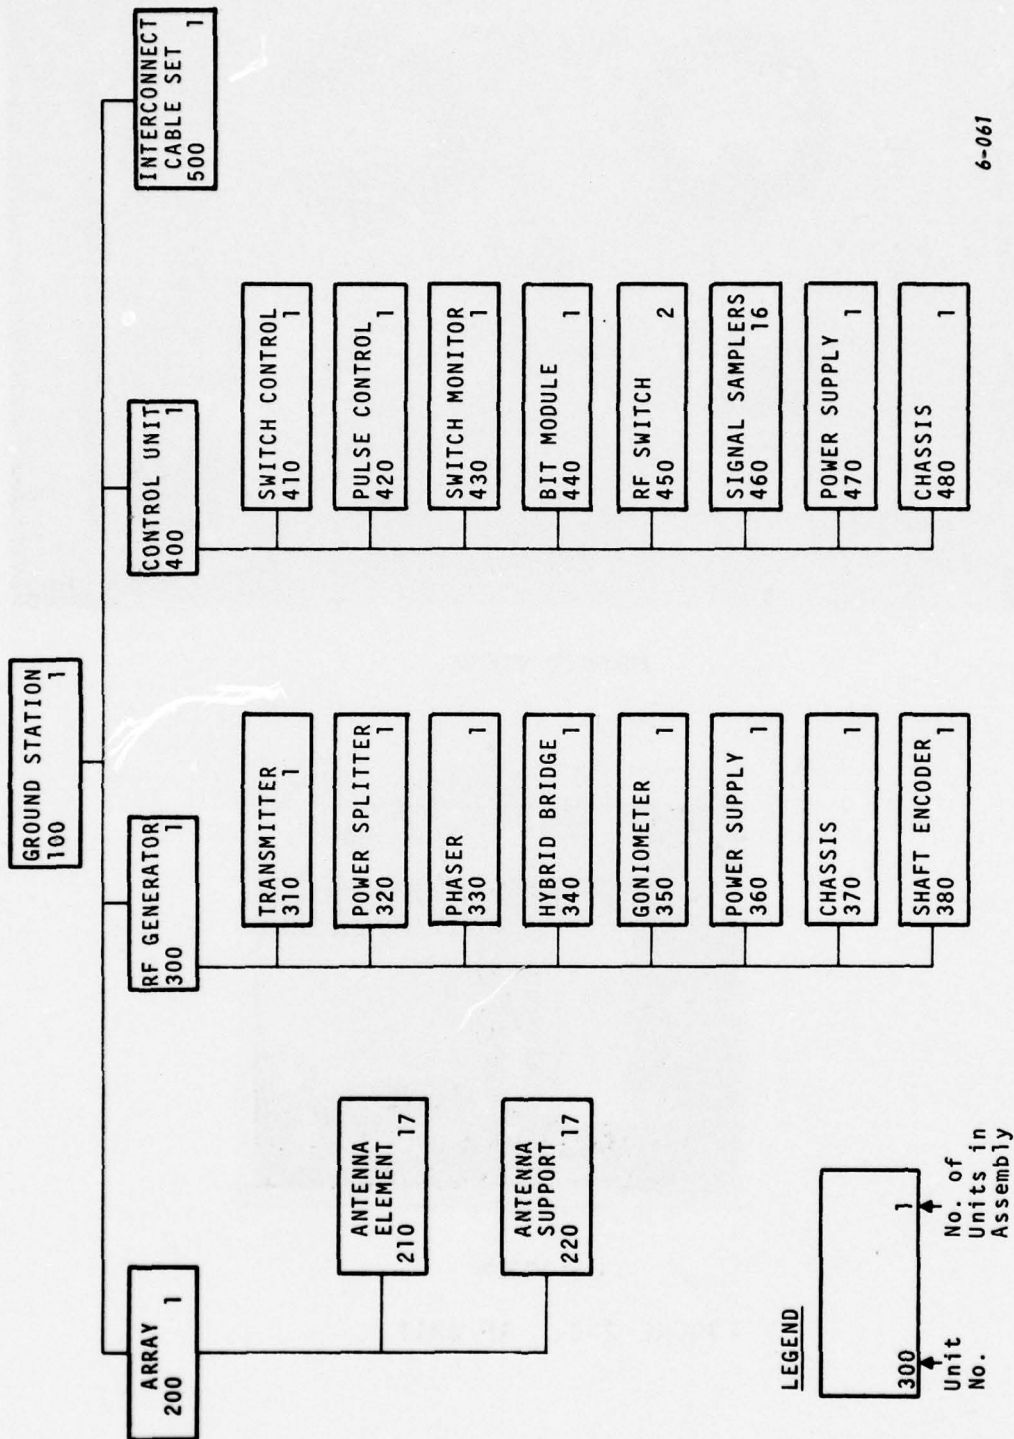 GROUND STATION
100 1
ARRAY
200 1
RF GENERATOR
300 1
CONTROL UNIT
400 1
INTERCONNECT
CABLE SET
500 1
ANTENNA
ELEMENT
210 17
ANTENNA
SUPPORT
220 17
TRANSMITTER
310 1
POWER SPLITTER
320 1
PHASER
330 1
HYBRID BRIDGE
340 1
GONIOMETER
350 1
POWER SUPPLY
360 1
CHASSIS
370 1
SHAFT ENCODER
380 1
SWITCH CONTROL
410 1
PULSE CONTROL
420 1
SWITCH MONITOR
430 1
BIT MODULE
440 1
RF SWITCH
450 2
SIGNAL SAMPLERS
460 16
POWER SUPPLY
470 1
CHASSIS
480 1
LEGEND
300 1
Unit
No.
No. of
Units in
Assembly
6-061